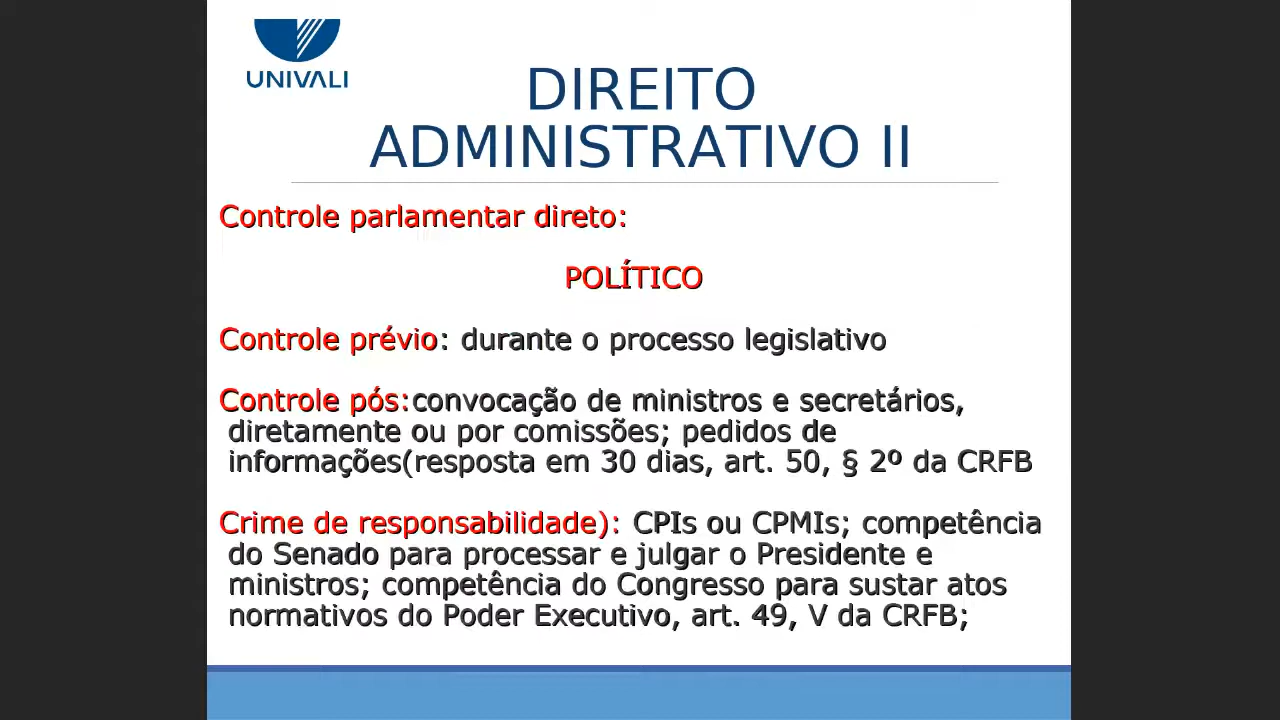 UNIVALI
DIREITO
ADMINISTRATIVO II
Controle parlamentar direto:
POLÍTICO
Controle prévio: durante o processo legislativo
Controle pós:convocação de ministros e secretários,
diretamente ou por comissões; pedidos de
informações(resposta em 30 dias, art. 50, § 2º da CRFB
Crime de responsabilidade): CPIs ou CPMIs; competência
do Senado para processar e julgar o Presidente e
ministros; competência do Congresso para sustar atos
normativos do Poder Executivo, art. 49, V da CRFB;